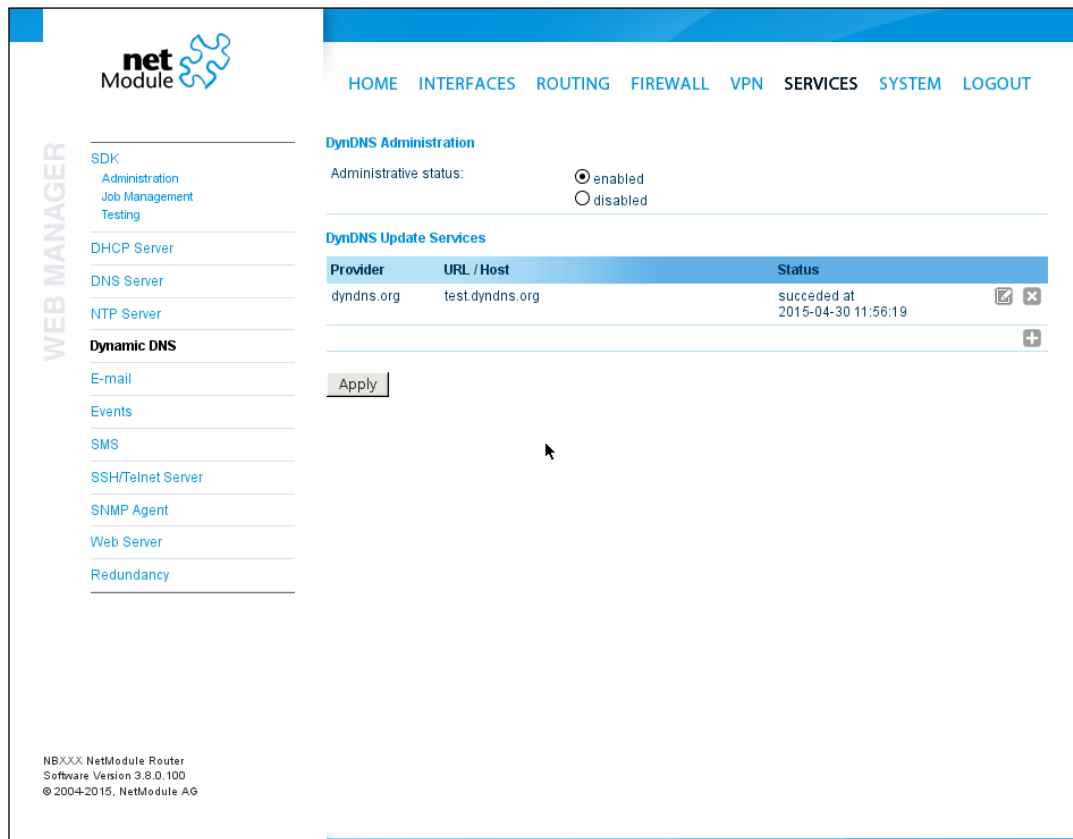 net
Module
HOME INTERFACES ROUTING FIREWALL VPN SERVICES SYSTEM LOGOUT
WEB MANAGER
SDK
Administration
Job Management
Testing
DHCP Server
DNS Server
NTP Server
Dynamic DNS
E-mail
Events
SMS
SSH/Telnet Server
SNMP Agent
Web Server
Redundancy
DynDNS Administration
Administrative status:
enabled
disabled
DynDNS Update Services
Provider URL / Host Status
dyndns.org test.dyndns.org succeded at
2015-04-30 11:56:19
Apply
NBXXX NetModule Router
Software Version 3.8.0.100
© 2004-2015, NetModule AG